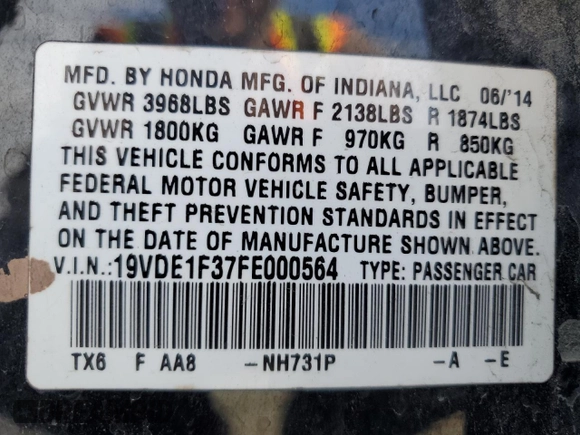 MFD. BY HONDA MFG. OF INDIANA, LLC 06/'14
GVWR 3968LBS GAWR F 2138LBS R 1874LBS
GVWR 1800KG GAWR F 970KG R 850KG
THIS VEHICLE CONFORMS TO ALL APPLICABLE
FEDERAL MOTOR VEHICLE SAFETY, BUMPER,
AND THEFT PREVENTION STANDARDS IN EFFECT
ON THE DATE OF MANUFACTURE SHOWN ABOVE.
V.I.N.:19VDE1F37FE000564 TYPE: PASSENGER CAR
TX6 F AA8 -NH731P -A -E